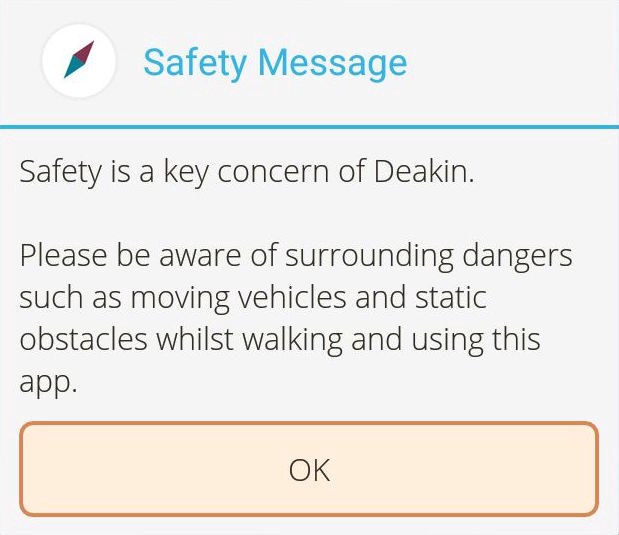 Safety Message
Safety is a key concern of Deakin.
Please be aware of surrounding dangers
such as moving vehicles and static
obstacles whilst walking and using this
app.
OK